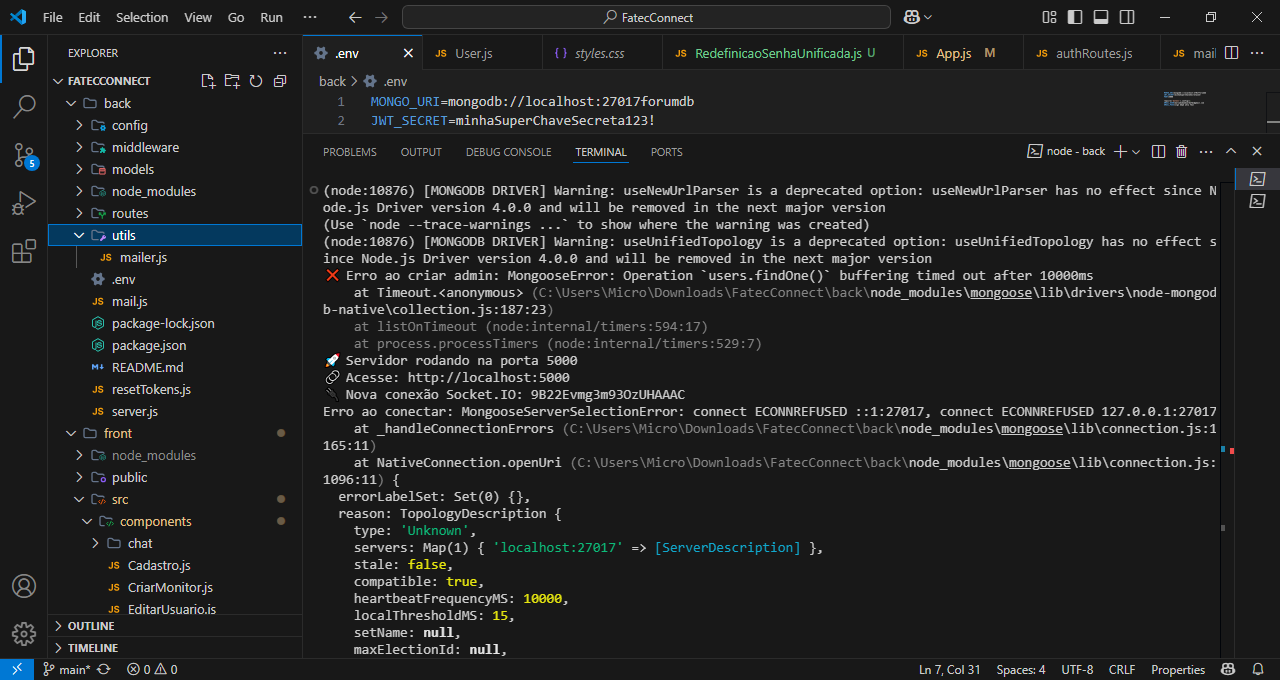 File Edit Selection View Go Run ··· FatecConnect
EXPLORER ···
FATECCONNECT
back
config
middleware
models
node_modules
routes
utils
JS mailer.js
.env
JS mail.js
package-lock.json
package.json
M↓ README.md
JS resetTokens.js
JS server.js
front
node_modules
public
src
components
chat
JS Cadastro.js
JS CriarMonitor.js
JS EditarUsuario.js
OUTLINE
TIMELINE
5
.env JS User.js { } styles.css JS RedefinicaoSenhaUnificada.js U JS App.js M JS authRoutes.js JS mail ···
back > .env
1 MONGO_URI=mongodb://localhost:27017forumdb
2 JWT_SECRET=minhaSuperChaveSecreta123!
PROBLEMS OUTPUT DEBUG CONSOLE TERMINAL PORTS node - back ···
(node:10876) [MONGODB DRIVER] Warning: useNewUrlParser is a deprecated option: useNewUrlParser has no effect since N
ode.js Driver version 4.0.0 and will be removed in the next major version
(Use `node --trace-warnings ...` to show where the warning was created)
(node:10876) [MONGODB DRIVER] Warning: useUnifiedTopology is a deprecated option: useUnifiedTopology has no effect s
ince Node.js Driver version 4.0.0 and will be removed in the next major version
❌ Erro ao criar admin: MongooseError: Operation `users.findOne()` buffering timed out after 10000ms
at Timeout.<anonymous> (C:\Users\Micro\Downloads\FatecConnect\back\node_modules\mongoose\lib\drivers\node-mongod
b-native\collection.js:187:23)
at listOnTimeout (node:internal/timers:594:17)
at process.processTimers (node:internal/timers:529:7)
🚀 Servidor rodando na porta 5000
🔗 Acesse: http://localhost:5000
🔌 Nova conexão Socket.IO: 9B22Evmg3m93OzUHAAAC
Erro ao conectar: MongooseServerSelectionError: connect ECONNREFUSED ::1:27017, connect ECONNREFUSED 127.0.0.1:27017
at _handleConnectionErrors (C:\Users\Micro\Downloads\FatecConnect\back\node_modules\mongoose\lib\connection.js:1
165:11)
at NativeConnection.openUri (C:\Users\Micro\Downloads\FatecConnect\back\node_modules\mongoose\lib\connection.js:
1096:11) {
errorLabelSet: Set(0) {},
reason: TopologyDescription {
type: 'Unknown',
servers: Map(1) { 'localhost:27017' => [ServerDescription] },
stale: false,
compatible: true,
heartbeatFrequencyMS: 10000,
localThresholdMS: 15,
setName: null,
maxElectionId: null,
main* 0 0 Ln 7, Col 31 Spaces: 4 UTF-8 CRLF Properties